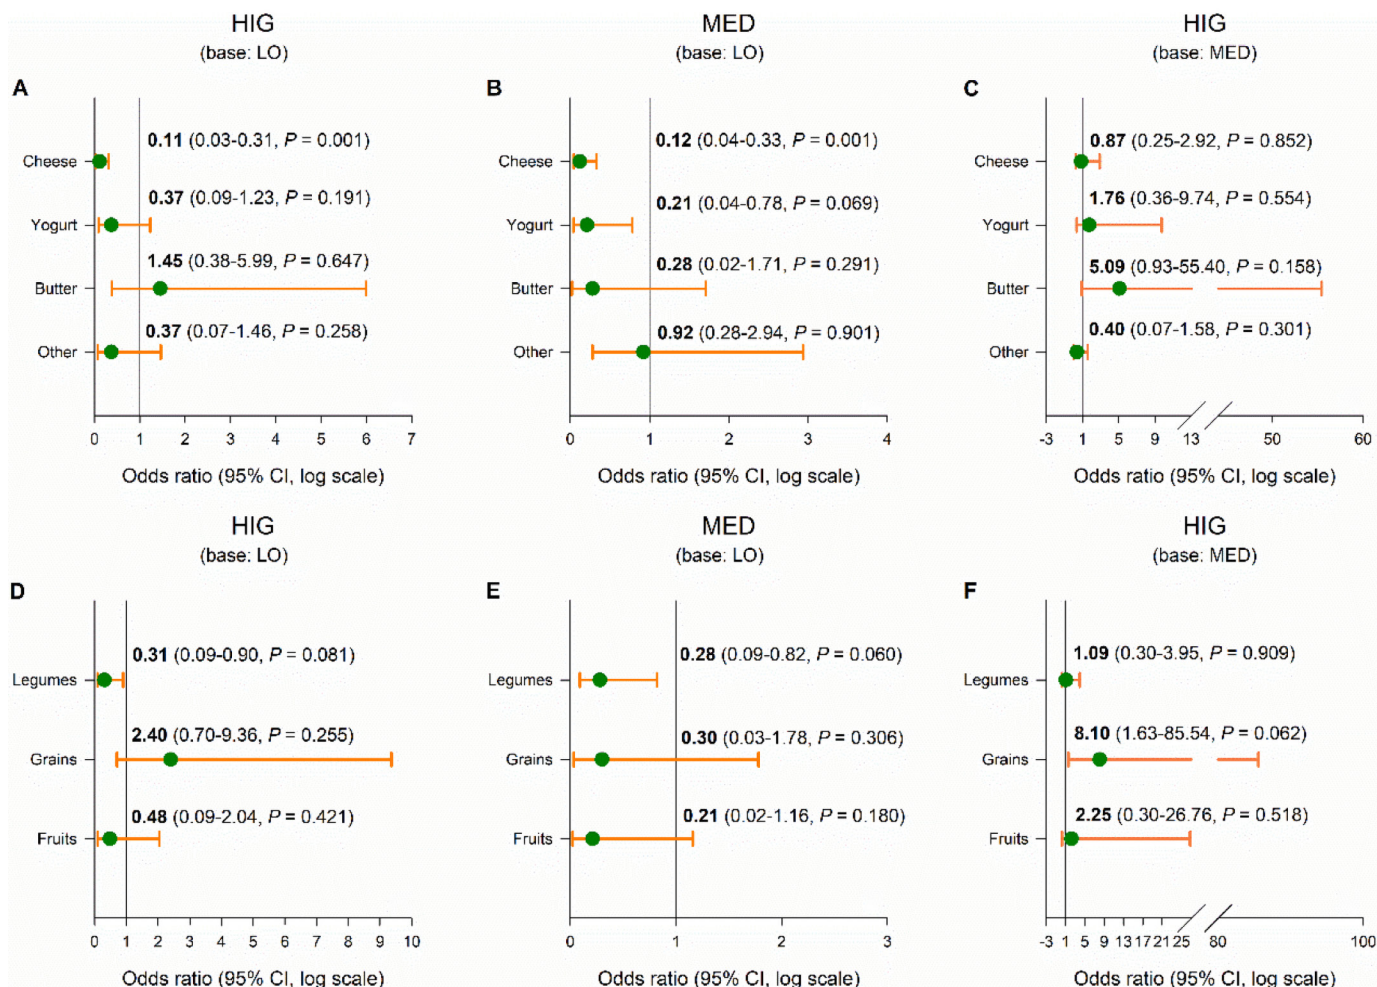 HIG
(base: LO)
A
0.11 (0.03-0.31, P = 0.001)
Cheese
0.37 (0.09-1.23, P = 0.191)
Yogurt
1.45 (0.38-5.99, P = 0.647)
Butter
0.37 (0.07-1.46, P = 0.258)
Other
0 1 2 3 4 5 6 7
Odds ratio (95% CI, log scale)
MED
(base: LO)
B
0.12 (0.04-0.33, P = 0.001)
Cheese
0.21 (0.04-0.78, P = 0.069)
Yogurt
0.28 (0.02-1.71, P = 0.291)
Butter
0.92 (0.28-2.94, P = 0.901)
Other
0 1 2 3 4
Odds ratio (95% CI, log scale)
HIG
(base: MED)
C
0.87 (0.25-2.92, P = 0.852)
Cheese
1.76 (0.36-9.74, P = 0.554)
Yogurt
5.09 (0.93-55.40, P = 0.158)
Butter
0.40 (0.07-1.58, P = 0.301)
Other
-3 1 5 9 13 50 60
Odds ratio (95% CI, log scale)
HIG
(base: LO)
D
0.31 (0.09-0.90, P = 0.081)
Legumes
2.40 (0.70-9.36, P = 0.255)
Grains
0.48 (0.09-2.04, P = 0.421)
Fruits
0 1 2 3 4 5 6 7 8 9 10
Odds ratio (95% CI, log scale)
MED
(base: LO)
E
0.28 (0.09-0.82, P = 0.060)
Legumes
0.30 (0.03-1.78, P = 0.306)
Grains
0.21 (0.02-1.16, P = 0.180)
Fruits
0 1 2 3
Odds ratio (95% CI, log scale)
HIG
(base: MED)
F
1.09 (0.30-3.95, P = 0.909)
Legumes
8.10 (1.63-85.54, P = 0.062)
Grains
2.25 (0.30-26.76, P = 0.518)
Fruits
-3 1 5 9 13 17 21 25 80 100
Odds ratio (95% CI, log scale)